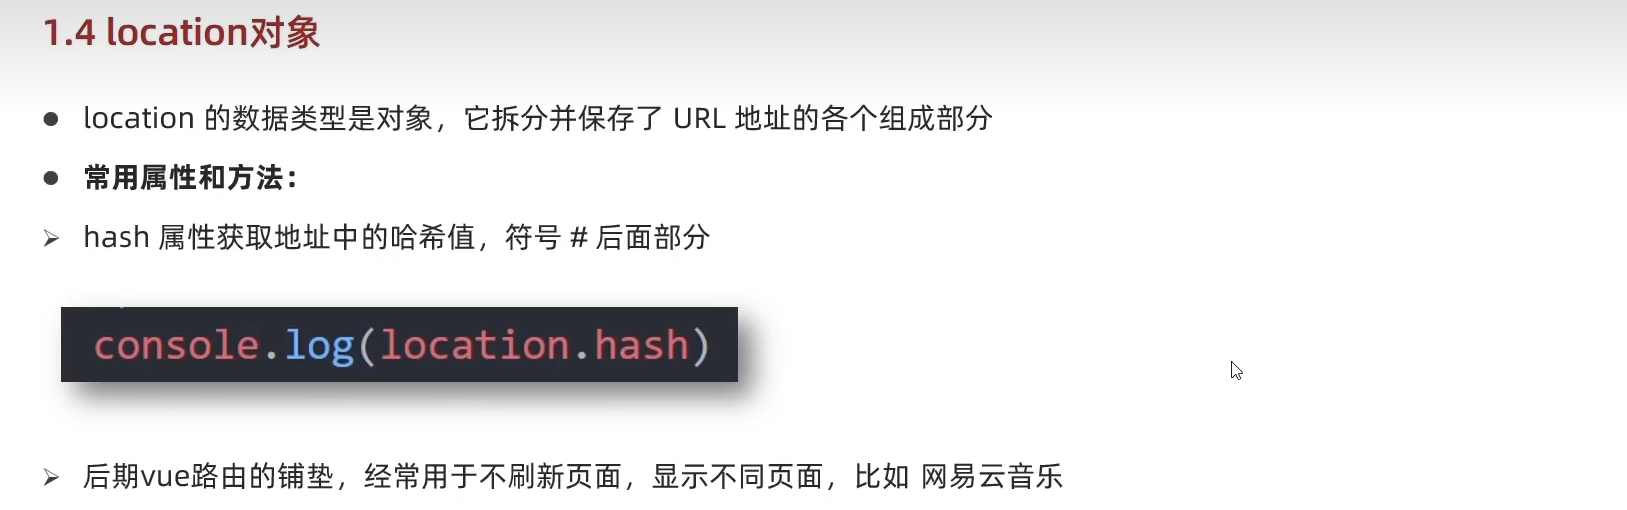 1.4 location对象
● location 的数据类型是对象，它拆分并保存了 URL 地址的各个组成部分
● 常用属性和方法：
➢ hash 属性获取地址中的哈希值，符号 # 后面部分
console.log(location.hash)
➢ 后期vue路由的铺垫，经常用于不刷新页面，显示不同页面，比如 网易云音乐